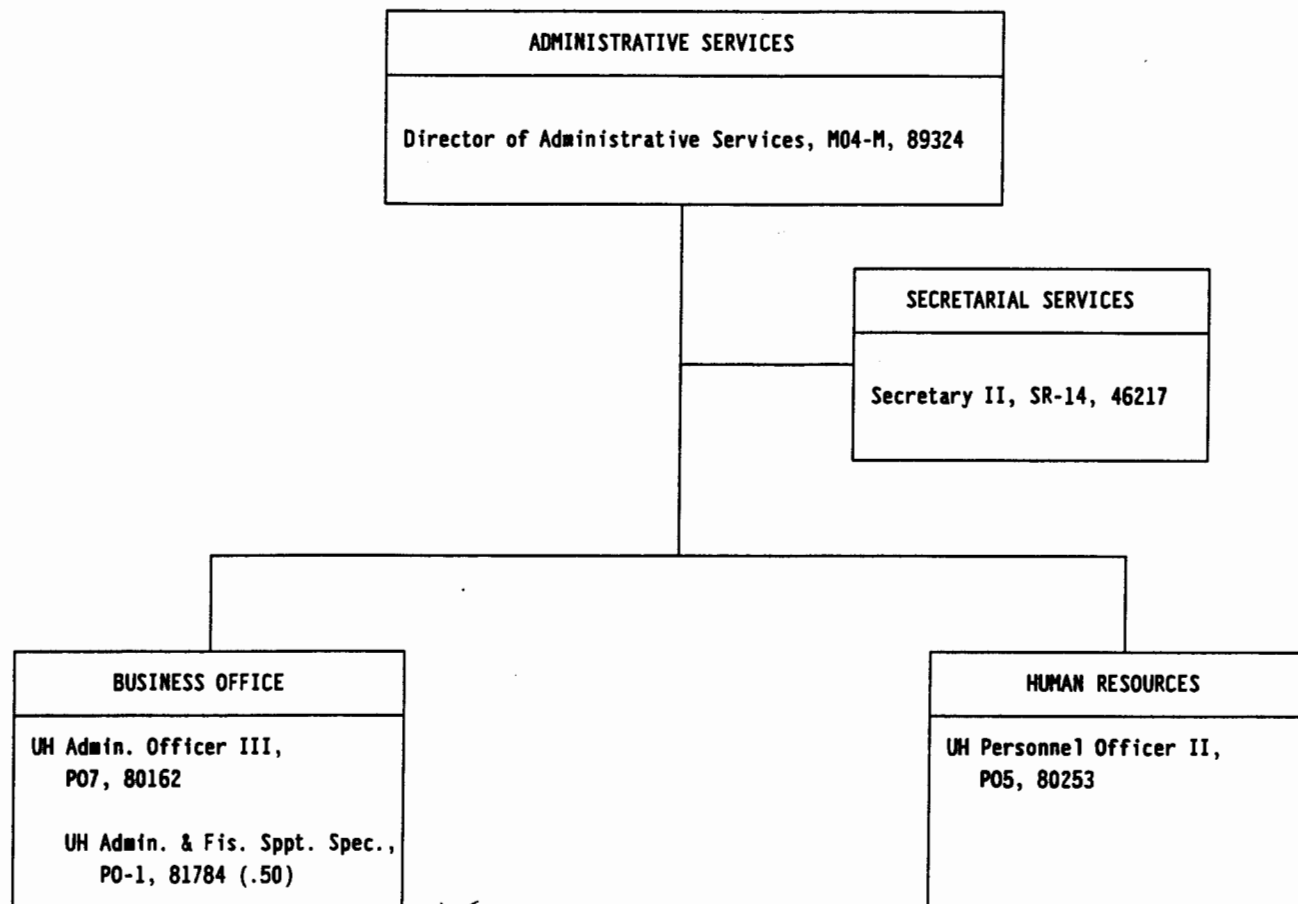 ADMINISTRATIVE SERVICES
Director of Administrative Services, M04-M, 89324
SECRETARIAL SERVICES
Secretary II, SR-14, 46217
BUSINESS OFFICE
UH Admin. Officer III,
PO7, 80162
UH Admin. & Fis. Sppt. Spec.,
PO-1, 81784 (.50)
HUMAN RESOURCES
UH Personnel Officer II,
PO5, 80253